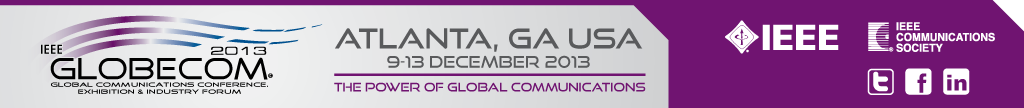 IEEE 2013
GLOBECOM®
GLOBAL COMMUNICATIONS CONFERENCE,
EXHIBITION & INDUSTRY FORUM
ATLANTA, GA USA
9-13 DECEMBER 2013
THE POWER OF GLOBAL COMMUNICATIONS
IEEE
IEEE
COMMUNICATIONS
SOCIETY
t f in